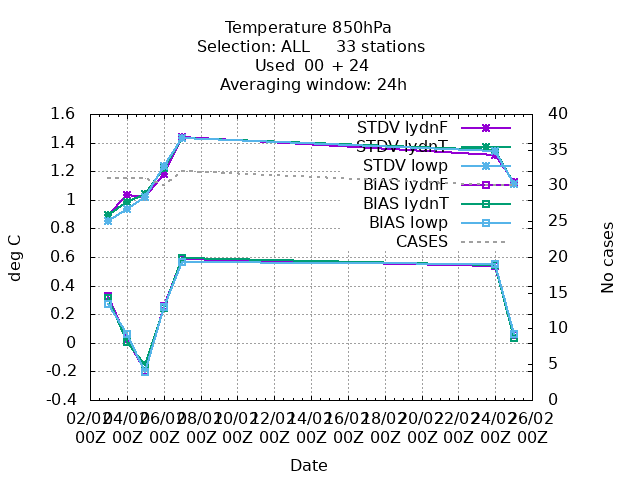 Temperature 850hPa
Selection: ALL 33 stations
Used 00 + 24
Averaging window: 24h
1.6
1.4
1.2
1
0.8
0.6
0.4
0.2
0
-0.2
-0.4
deg C
40
35
30
25
20
15
10
5
0
No cases
STDV lydnF
STDV lydnT
STDV lowp
BIAS lydnF
BIAS lydnT
BIAS lowp
CASES
02/02 04/02 06/02 08/02 10/02 12/02 14/02 16/02 18/02 20/02 22/02 24/02 26/02
00Z 00Z 00Z 00Z 00Z 00Z 00Z 00Z 00Z 00Z 00Z 00Z 00Z
Date